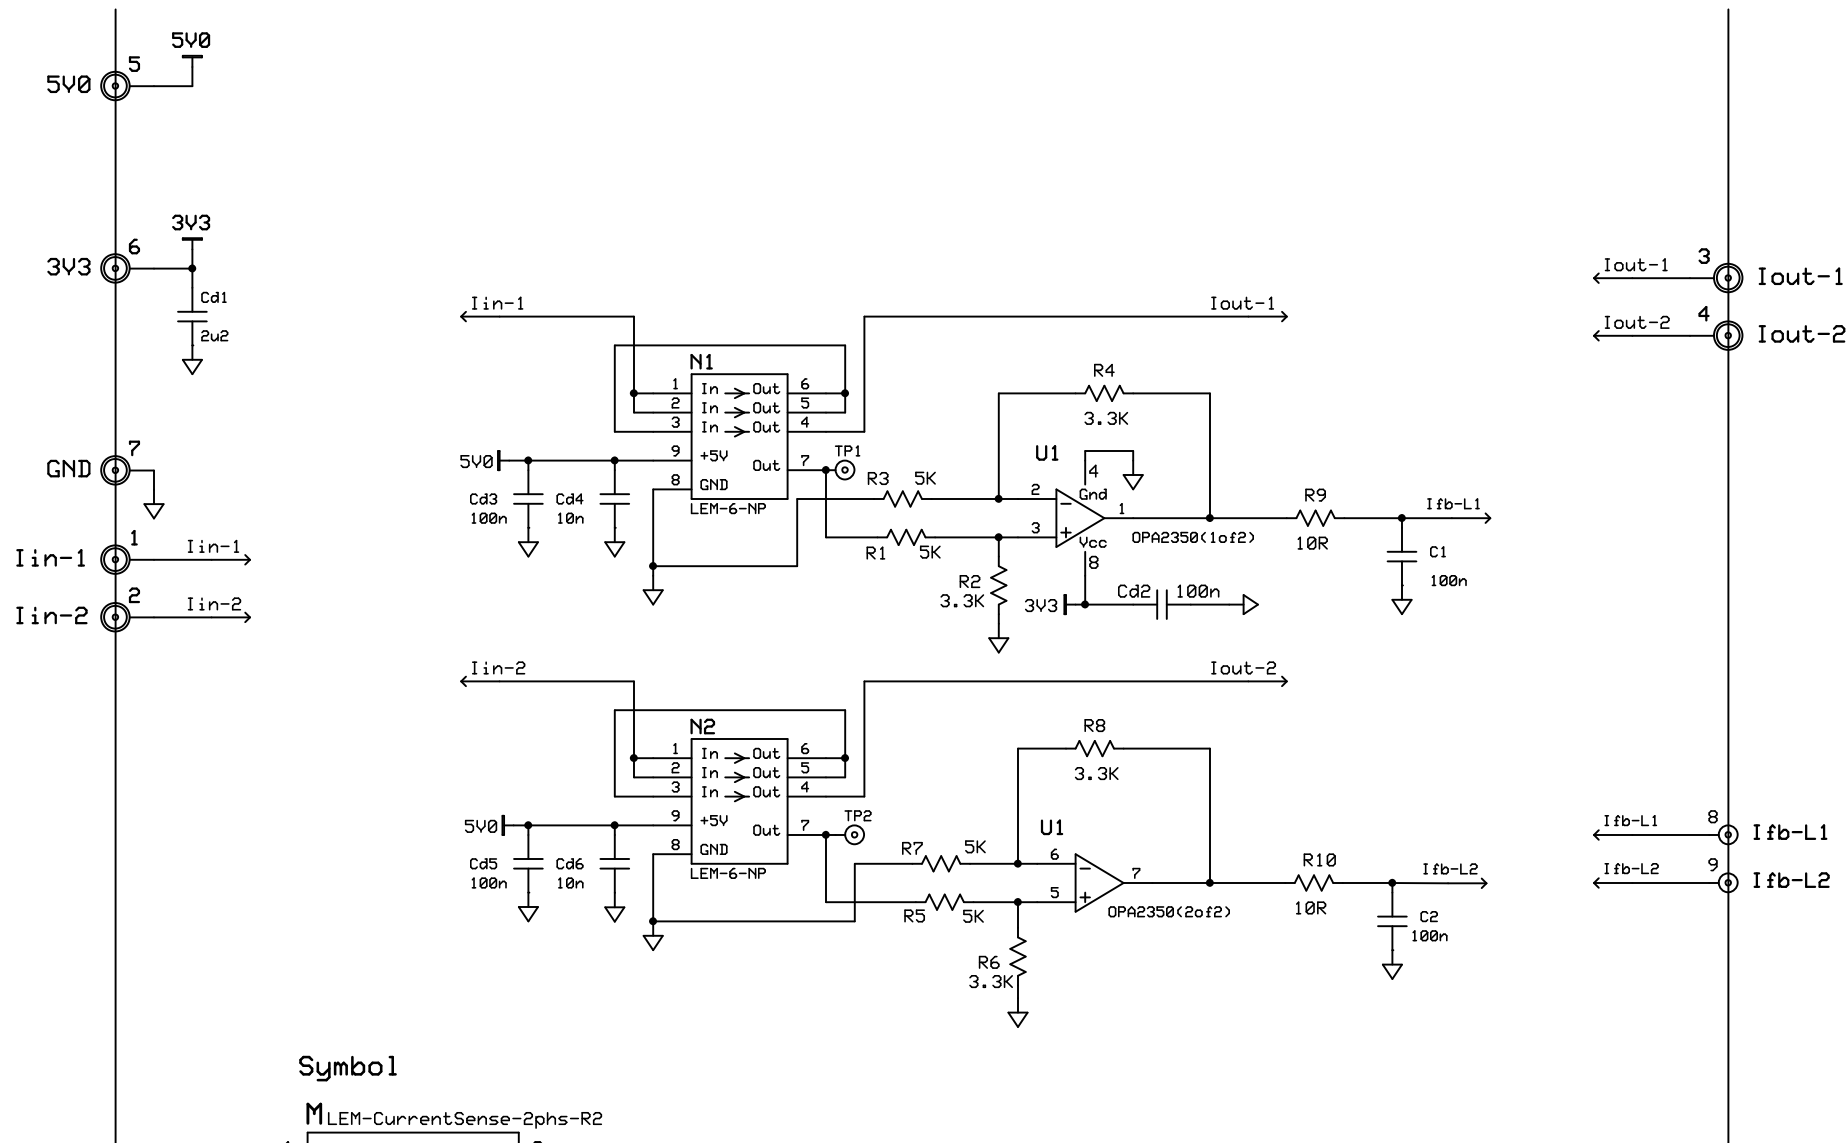 5V0
5V0
5
3V3
3V3
6
Cd1
2u2
GND
7
Iin-1
1
Iin-1
Iin-2
2
Iin-2
Iin-1
Iout-1
N1
1 In Out 6
2 In Out 5
3 In Out 4
9 +5V
Out 7
8 GND
LEM-6-NP
5V0
Cd3
100n
Cd4
10n
TP1
R3 5K
R1 5K
R2
3.3K
R4
3.3K
U1
4
Gnd
2
3
1
Vcc
8
OPA2350(1of2)
3V3
Cd2 100n
R9
10R
Ifb-L1
C1
100n
Iin-2
Iout-2
N2
1 In Out 6
2 In Out 5
3 In Out 4
9 +5V
Out 7
8 GND
LEM-6-NP
5V0
Cd5
100n
Cd6
10n
TP2
R7 5K
R5 5K
R6
3.3K
R8
3.3K
U1
6
5
7
OPA2350(2of2)
R10
10R
Ifb-L2
C2
100n
Iout-1
3
Iout-1
Iout-2
4
Iout-2
Ifb-L1
8
Ifb-L1
Ifb-L2
9
Ifb-L2
Symbol
M LEM-CurrentSense-2phs-R2